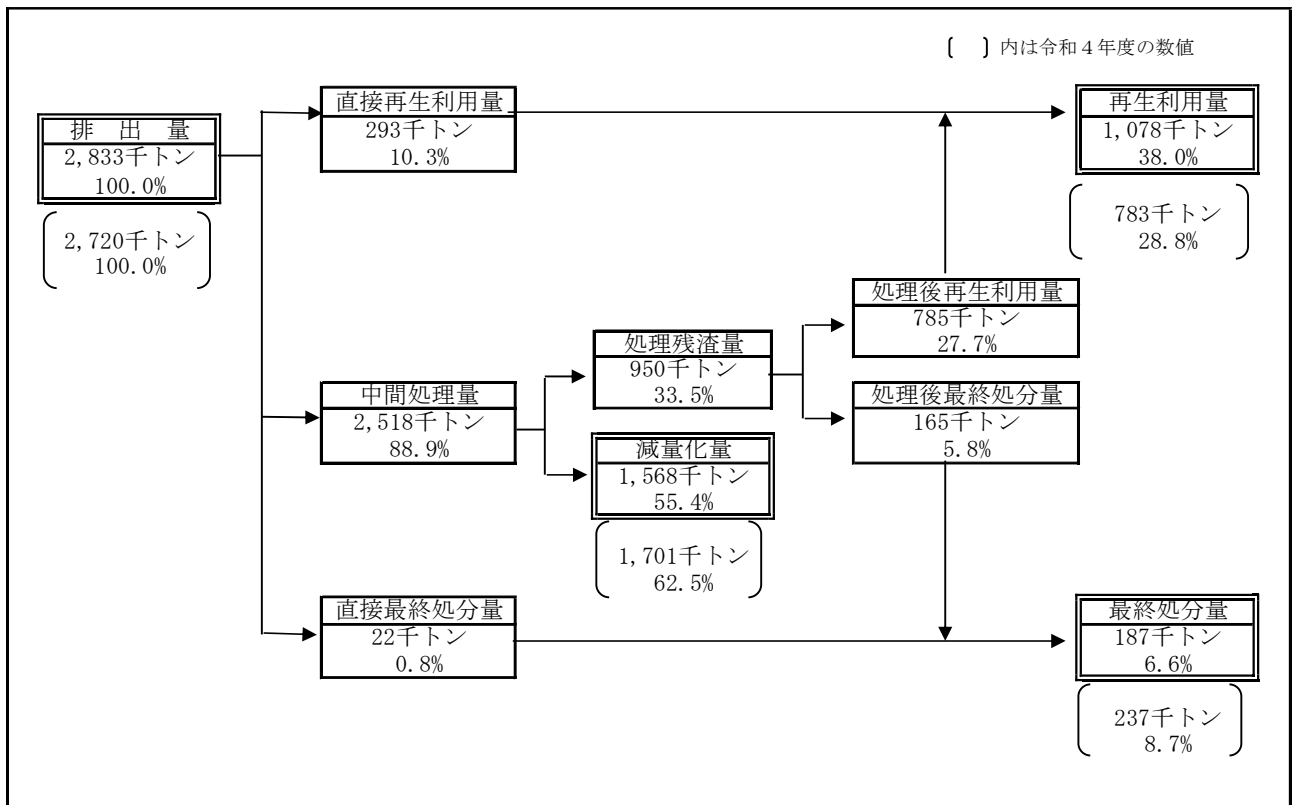 〔　〕内は令和４年度の数値
排　出　量
2,833千トン
100.0%
2,720千トン
100.0%
直接再生利用量
293千トン
10.3%
中間処理量
2,518千トン
88.9%
直接最終処分量
22千トン
0.8%
処理残渣量
950千トン
33.5%
減量化量
1,568千トン
55.4%
1,701千トン
62.5%
処理後再生利用量
785千トン
27.7%
処理後最終処分量
165千トン
5.8%
再生利用量
1,078千トン
38.0%
783千トン
28.8%
最終処分量
187千トン
6.6%
237千トン
8.7%